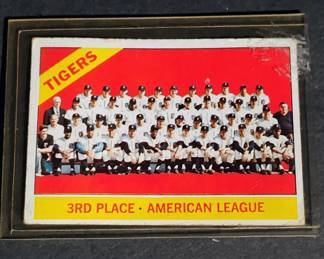 TIGERS
3RD PLACE • AMERICAN LEAGUE